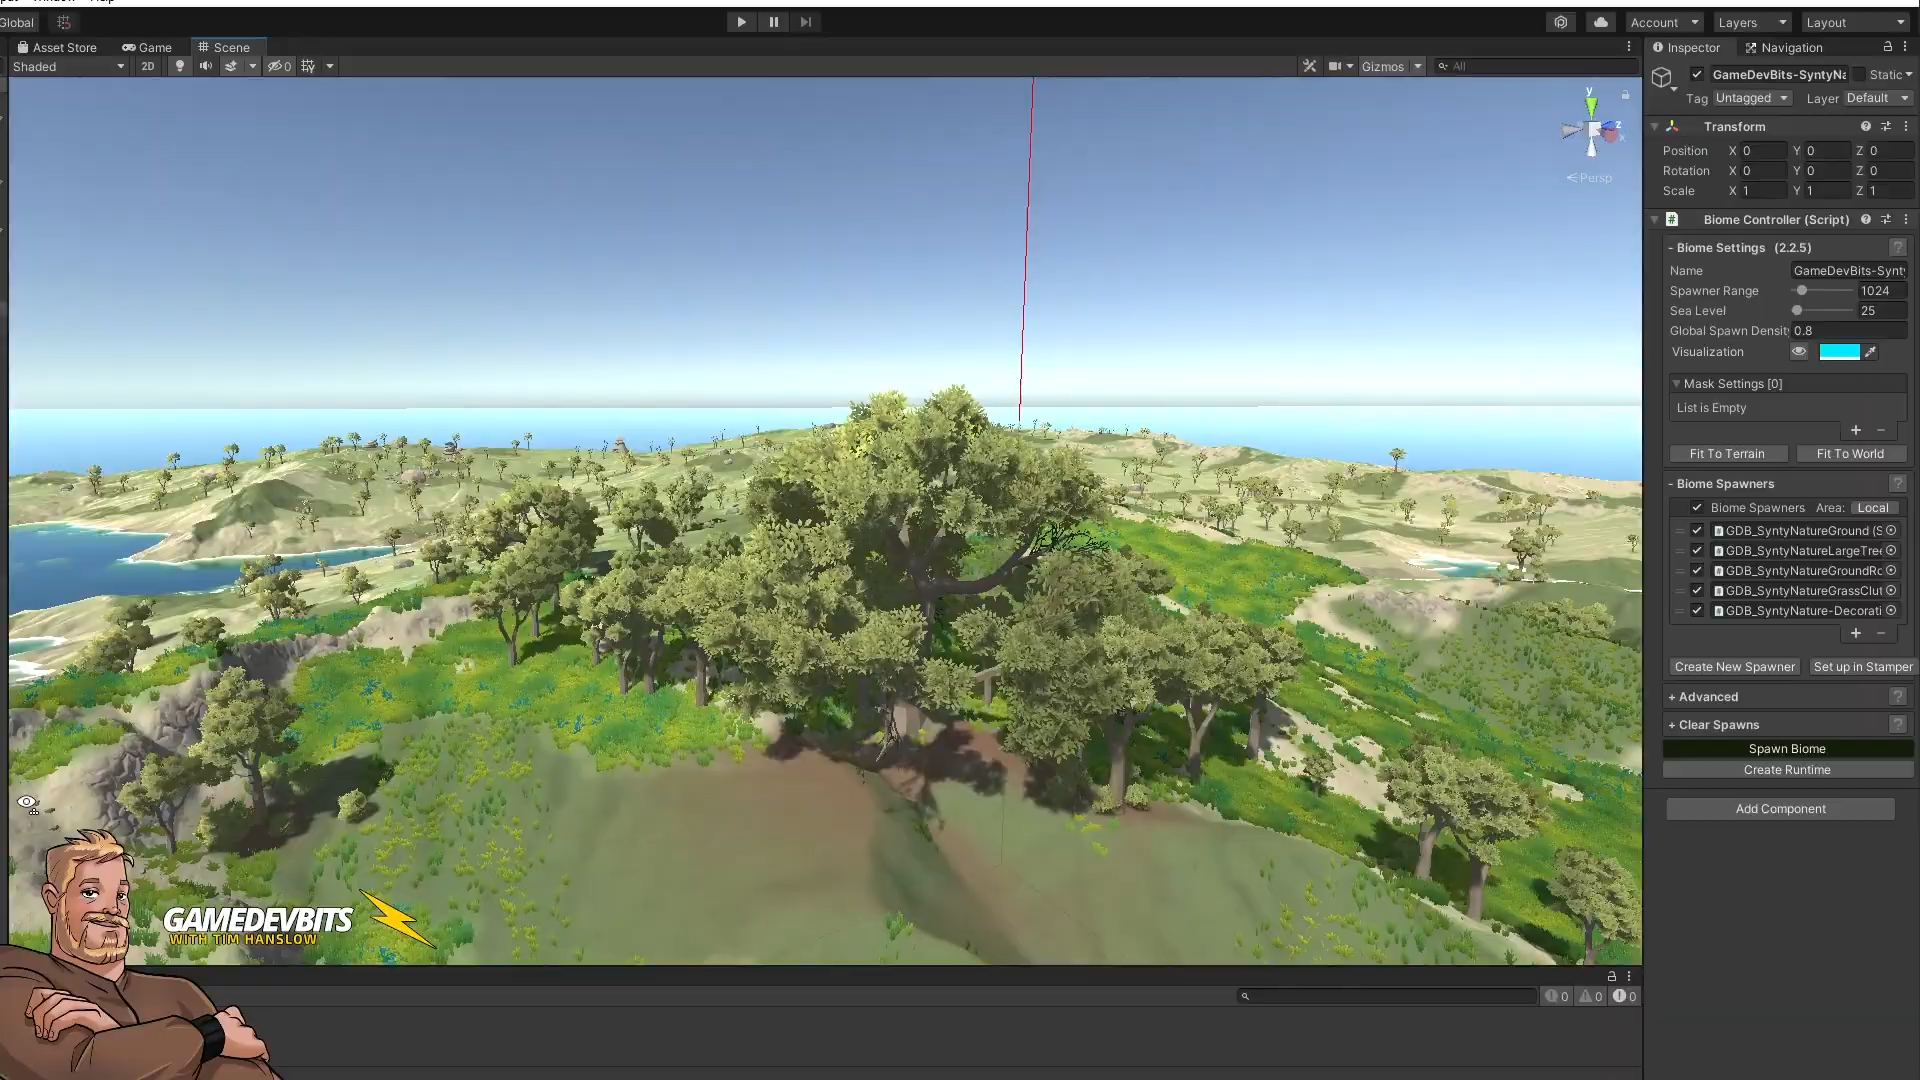 Window Help
Global
Account
Layers
Layout
Asset Store
Game
Scene
Inspector
Navigation
Shaded
2D
0
Gizmos
All
GameDevBits-SyntyNa
Static
Tag Untagged
Layer Default
y
z
Persp
Transform
Position X 0 Y 0 Z 0
Rotation X 0 Y 0 Z 0
Scale X 1 Y 1 Z 1
Biome Controller (Script)
- Biome Settings (2.2.5)
Name GameDevBits-Synty
Spawner Range 1024
Sea Level 25
Global Spawn Densit 0.8
Visualization
Mask Settings [0]
List is Empty
+ −
Fit To Terrain
Fit To World
- Biome Spawners
Biome Spawners Area: Local
GDB_SyntyNatureGround (S
GDB_SyntyNatureLargeTree
GDB_SyntyNatureGroundRo
GDB_SyntyNatureGrassClut
GDB_SyntyNature-Decorati
+ −
Create New Spawner
Set up in Stamper
+ Advanced
+ Clear Spawns
Spawn Biome
Create Runtime
Add Component
GAMEDEVBITS
WITH TIM HANSLOW
0 0 0